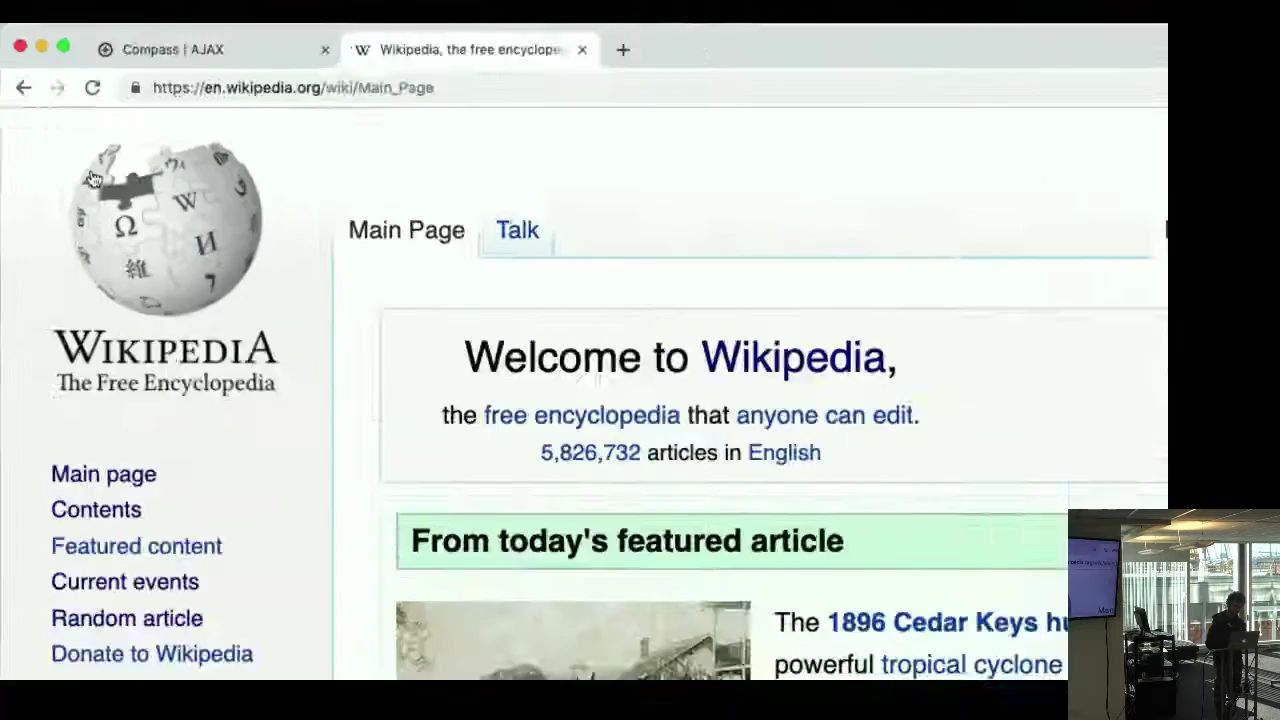 Compass | AJAX
Wikipedia, the free encyclope
https://en.wikipedia.org/wiki/Main_Page
WIKIPEDIA
The Free Encyclopedia
Main Page
Talk
Welcome to Wikipedia,
the free encyclopedia that anyone can edit.
5,826,732 articles in English
Main page
Contents
Featured content
Current events
Random article
Donate to Wikipedia
From today's featured article
The 1896 Cedar Keys hu
powerful tropical cyclone